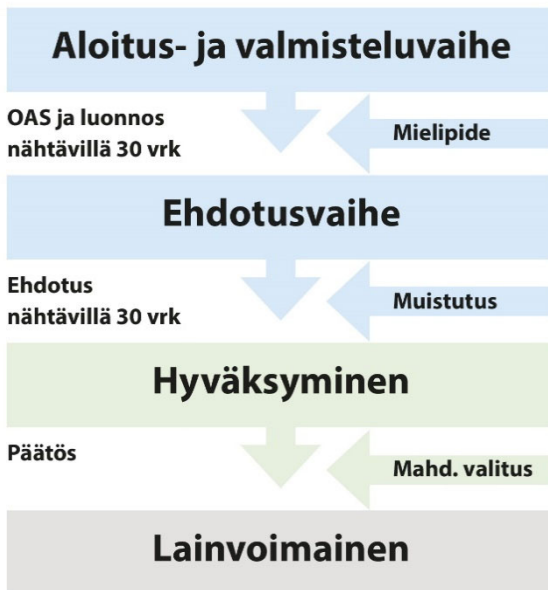 Aloitus- ja valmisteluvaihe
OAS ja luonnos
nähtävillä 30 vrk
Mielipide
Ehdotusvaihe
Ehdotus
nähtävillä 30 vrk
Muistutus
Hyväksyminen
Päätös
Mahd. valitus
Lainvoimainen